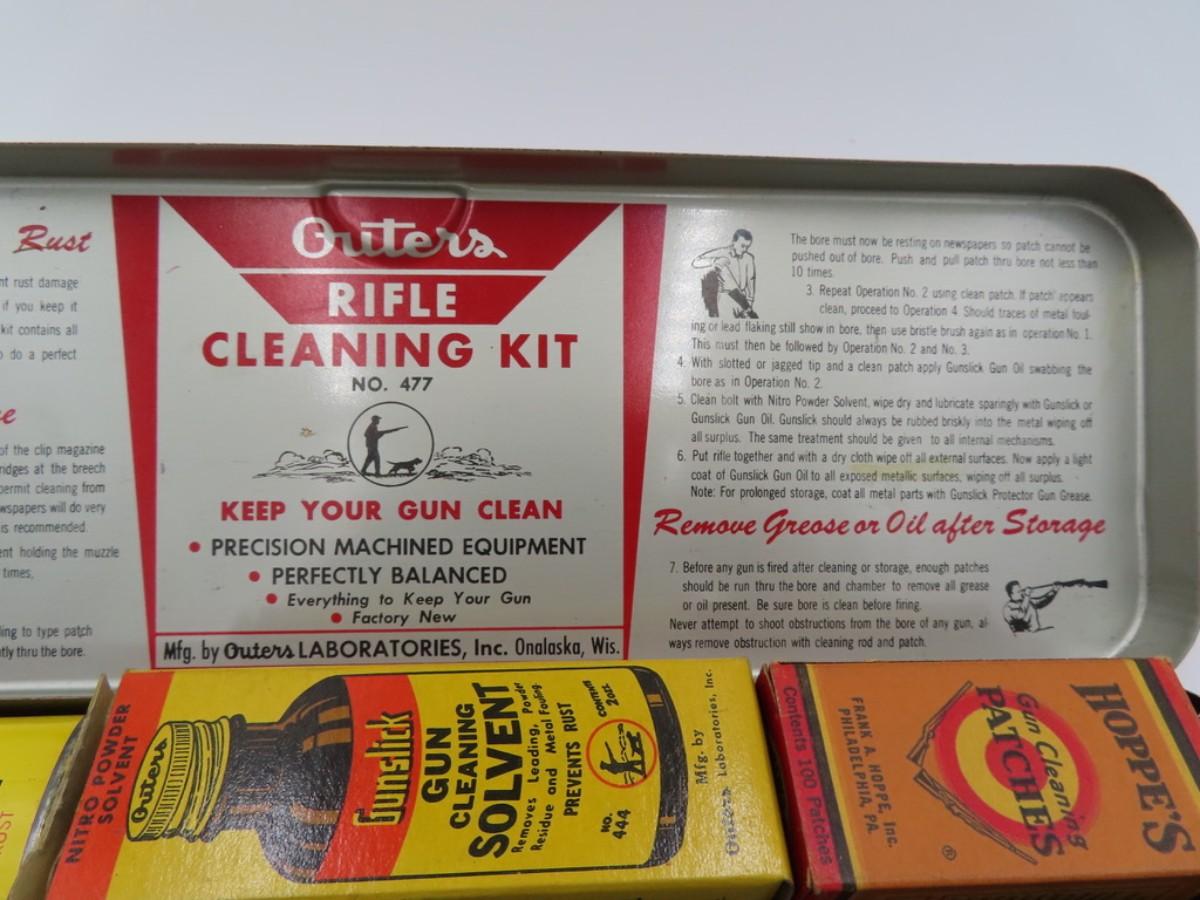 Rust
nt rust damage
if you keep it
kit contains all
o do a perfect
e
of the clip magazine
ridges at the breech
permit cleaning from
wspapers will do very
is recommended.
ent holding the muzzle
times,
ling to type patch
tly thru the bore.
Outers
RIFLE
CLEANING KIT
NO. 477
KEEP YOUR GUN CLEAN
• PRECISION MACHINED EQUIPMENT
• PERFECTLY BALANCED
• Everything to Keep Your Gun
• Factory New
Mfg. by Outers LABORATORIES, Inc. Onalaska, Wis.
The bore must now be resting on newspapers so patch cannot be
pushed out of bore. Push and pull patch thru bore not less than
10 times.
3. Repeat Operation No. 2 using clean patch. If patch appears
clean, proceed to Operation 4. Should traces of metal foul-
ing or lead flaking still show in bore, then use bristle brush again as in operation No. 1.
This must then be followed by Operation No. 2 and No. 3.
4. With slotted or jagged tip and a clean patch apply Gunslick Gun Oil swabbing the
bore as in Operation No. 2.
5. Clean bolt with Nitro Powder Solvent, wipe dry and lubricate sparingly with Gunslick or
Gunslick Gun Oil. Gunslick should always be rubbed briskly into the metal wiping off
all surplus. The same treatment should be given to all internal mechanisms.
6. Put rifle together and with a dry cloth wipe off all external surfaces. Now apply a light
coat of Gunslick Gun Oil to all exposed metallic surfaces, wiping off all surplus.
Note: For prolonged storage, coat all metal parts with Gunslick Protector Gun Grease.
Remove Grease or Oil after Storage
7. Before any gun is fired after cleaning or storage, enough patches
should be run thru the bore and chamber to remove all grease
or oil present. Be sure bore is clean before firing.
Never attempt to shoot obstructions from the bore of any gun, al-
ways remove obstruction with cleaning rod and patch.
RUST
NITRO POWDER
SOLVENT
Outers
Gunslick
GUN
CLEANING
SOLVENT
Removes Leading, Powder
Residue and Metal Fouling.
PREVENTS RUST
NO.
444
CONTENTS
2ozs.
Mfg. by
Outers Laboratories, Inc.
HOPPE'S
Gun Cleaning
PATCHES
®
FRANK A. HOPPE, Inc.
PHILADELPHIA, PA.
Contents 100 Patches